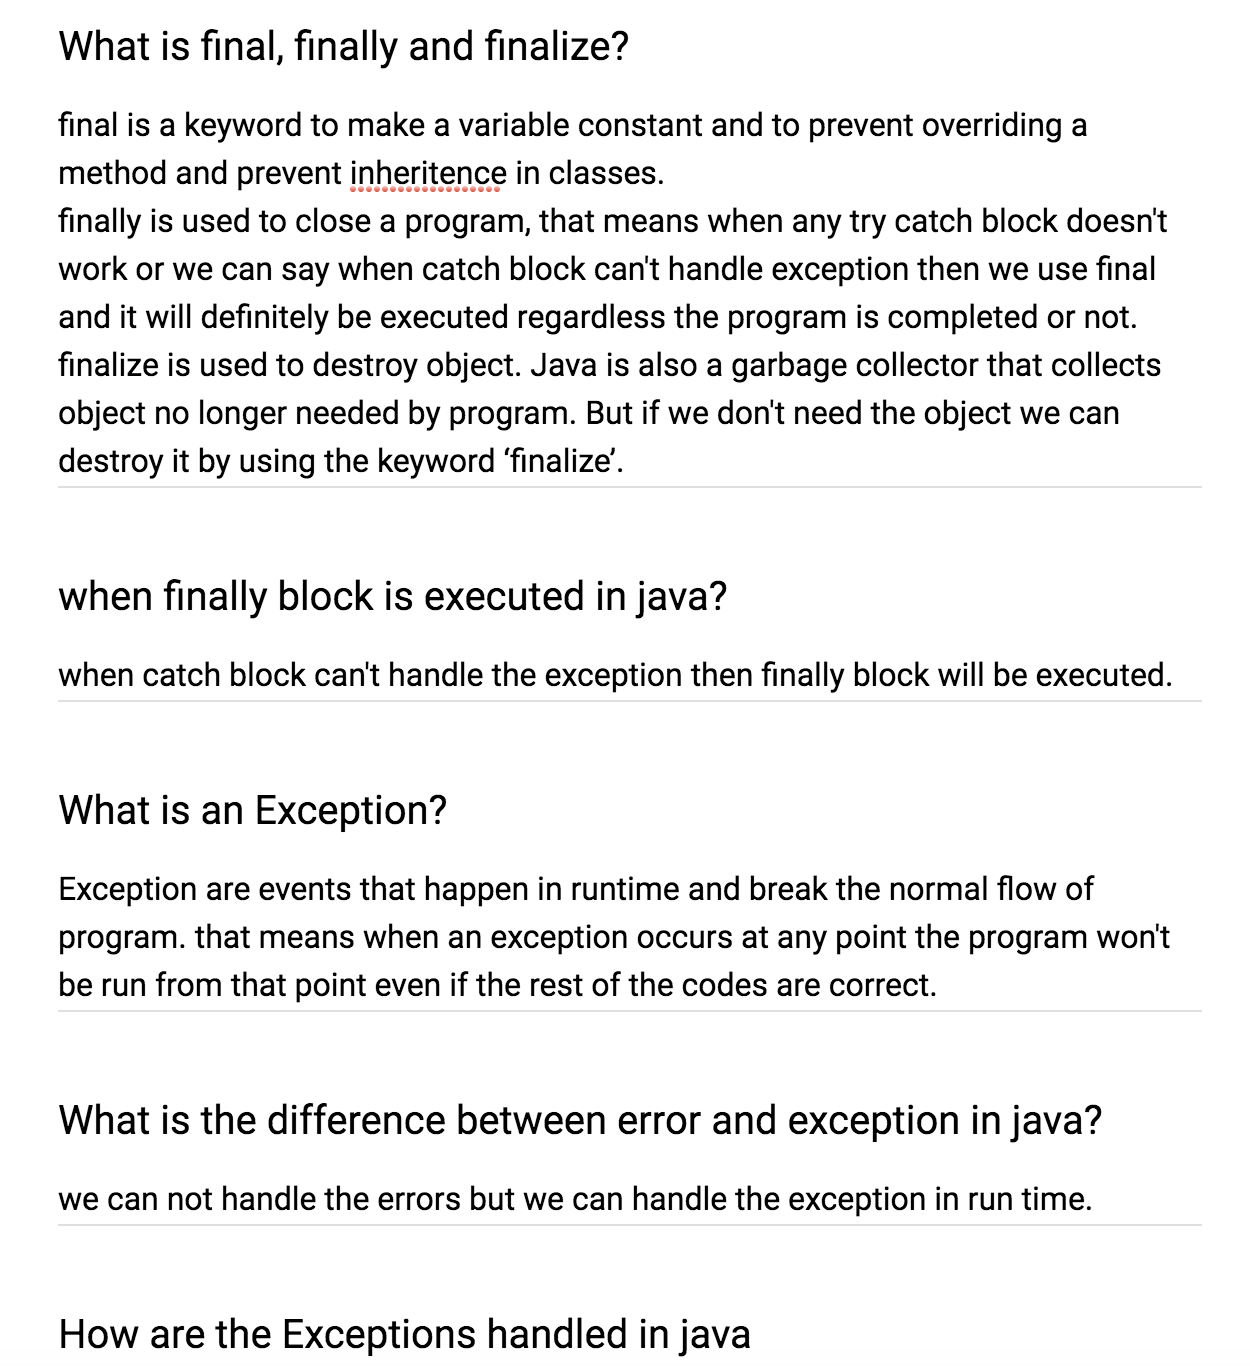 What is final, finally and finalize?
final is a keyword to make a variable constant and to prevent overriding a
method and prevent inheritence in classes.
finally is used to close a program, that means when any try catch block doesn't
work or we can say when catch block can't handle exception then we use final
and it will definitely be executed regardless the program is completed or not.
finalize is used to destroy object. Java is also a garbage collector that collects
object no longer needed by program. But if we don't need the object we can
destroy it by using the keyword ‘finalize’.
when finally block is executed in java?
when catch block can't handle the exception then finally block will be executed.
What is an Exception?
Exception are events that happen in runtime and break the normal flow of
program. that means when an exception occurs at any point the program won't
be run from that point even if the rest of the codes are correct.
What is the difference between error and exception in java?
we can not handle the errors but we can handle the exception in run time.
How are the Exceptions handled in java